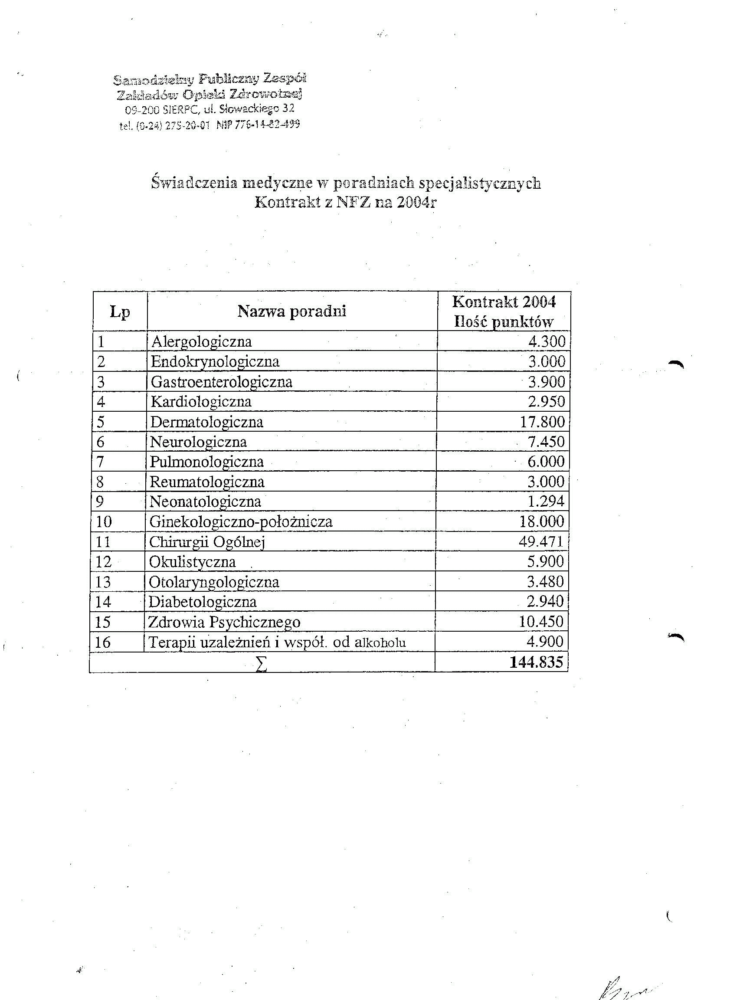 Samodzielny Publiczny Zespół
Zakładów Opieki Zdrowotnej
09-200 SIERPC, ul. Słowackiego 32
tel. (0-24) 275-20-01 NIP 776-14-82-499
Świadczenia medyczne w poradniach specjalistycznych
Kontrakt z NFZ na 2004r
Lp Nazwa poradni Kontrakt 2004 Ilość punktów
1 Alergologiczna 4.300
2 Endokrynologiczna 3.000
3 Gastroenterologiczna 3.900
4 Kardiologiczna 2.950
5 Dermatologiczna 17.800
6 Neurologiczna 7.450
7 Pulmonologiczna 6.000
8 Reumatologiczna 3.000
9 Neonatologiczna 1.294
10 Ginekologiczno-położnicza 18.000
11 Chirurgii Ogólnej 49.471
12 Okulistyczna 5.900
13 Otolaryngologiczna 3.480
14 Diabetologiczna 2.940
15 Zdrowia Psychicznego 10.450
16 Terapii uzależnień i współ. od alkoholu 4.900
∑ 144.835